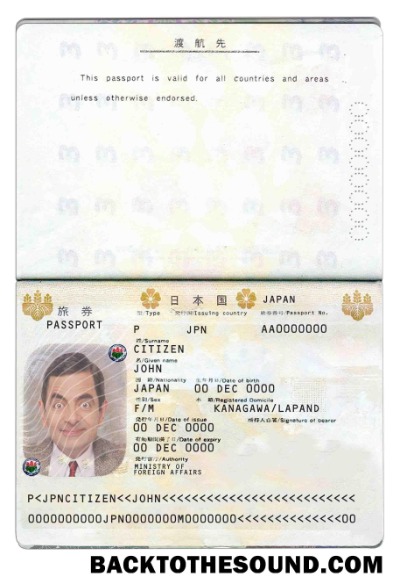 渡航先
This passport is valid for all countries and areas
unless otherwise endorsed.
旅券
PASSPORT
日本国 JAPAN
型/Type 発行国/Issuing country 旅券番号/Passport No.
P JPN AA0000000
姓/Surname
CITIZEN
名/Given name
JOHN
国籍/Nationality 生年月日/Date of birth
JAPAN 00 DEC 0000
性別/Sex 本籍/Registered Domicile
F/M KANAGAWA/LAPAND
発行年月日/Date of issue 所持人自署/Signature of bearer
00 DEC 0000
有効期間満了日/Date of expiry
00 DEC 0000
発行官庁/Authority
MINISTRY OF
FOREIGN AFFAIRS
P<JPNCITIZEN<<JOHN<<<<<<<<<<<<<<<<<<<<<<<<<<
0000000000JPN0000000M0000000<<<<<<<<<<<<<<00
BACKTOTHESOUND.COM